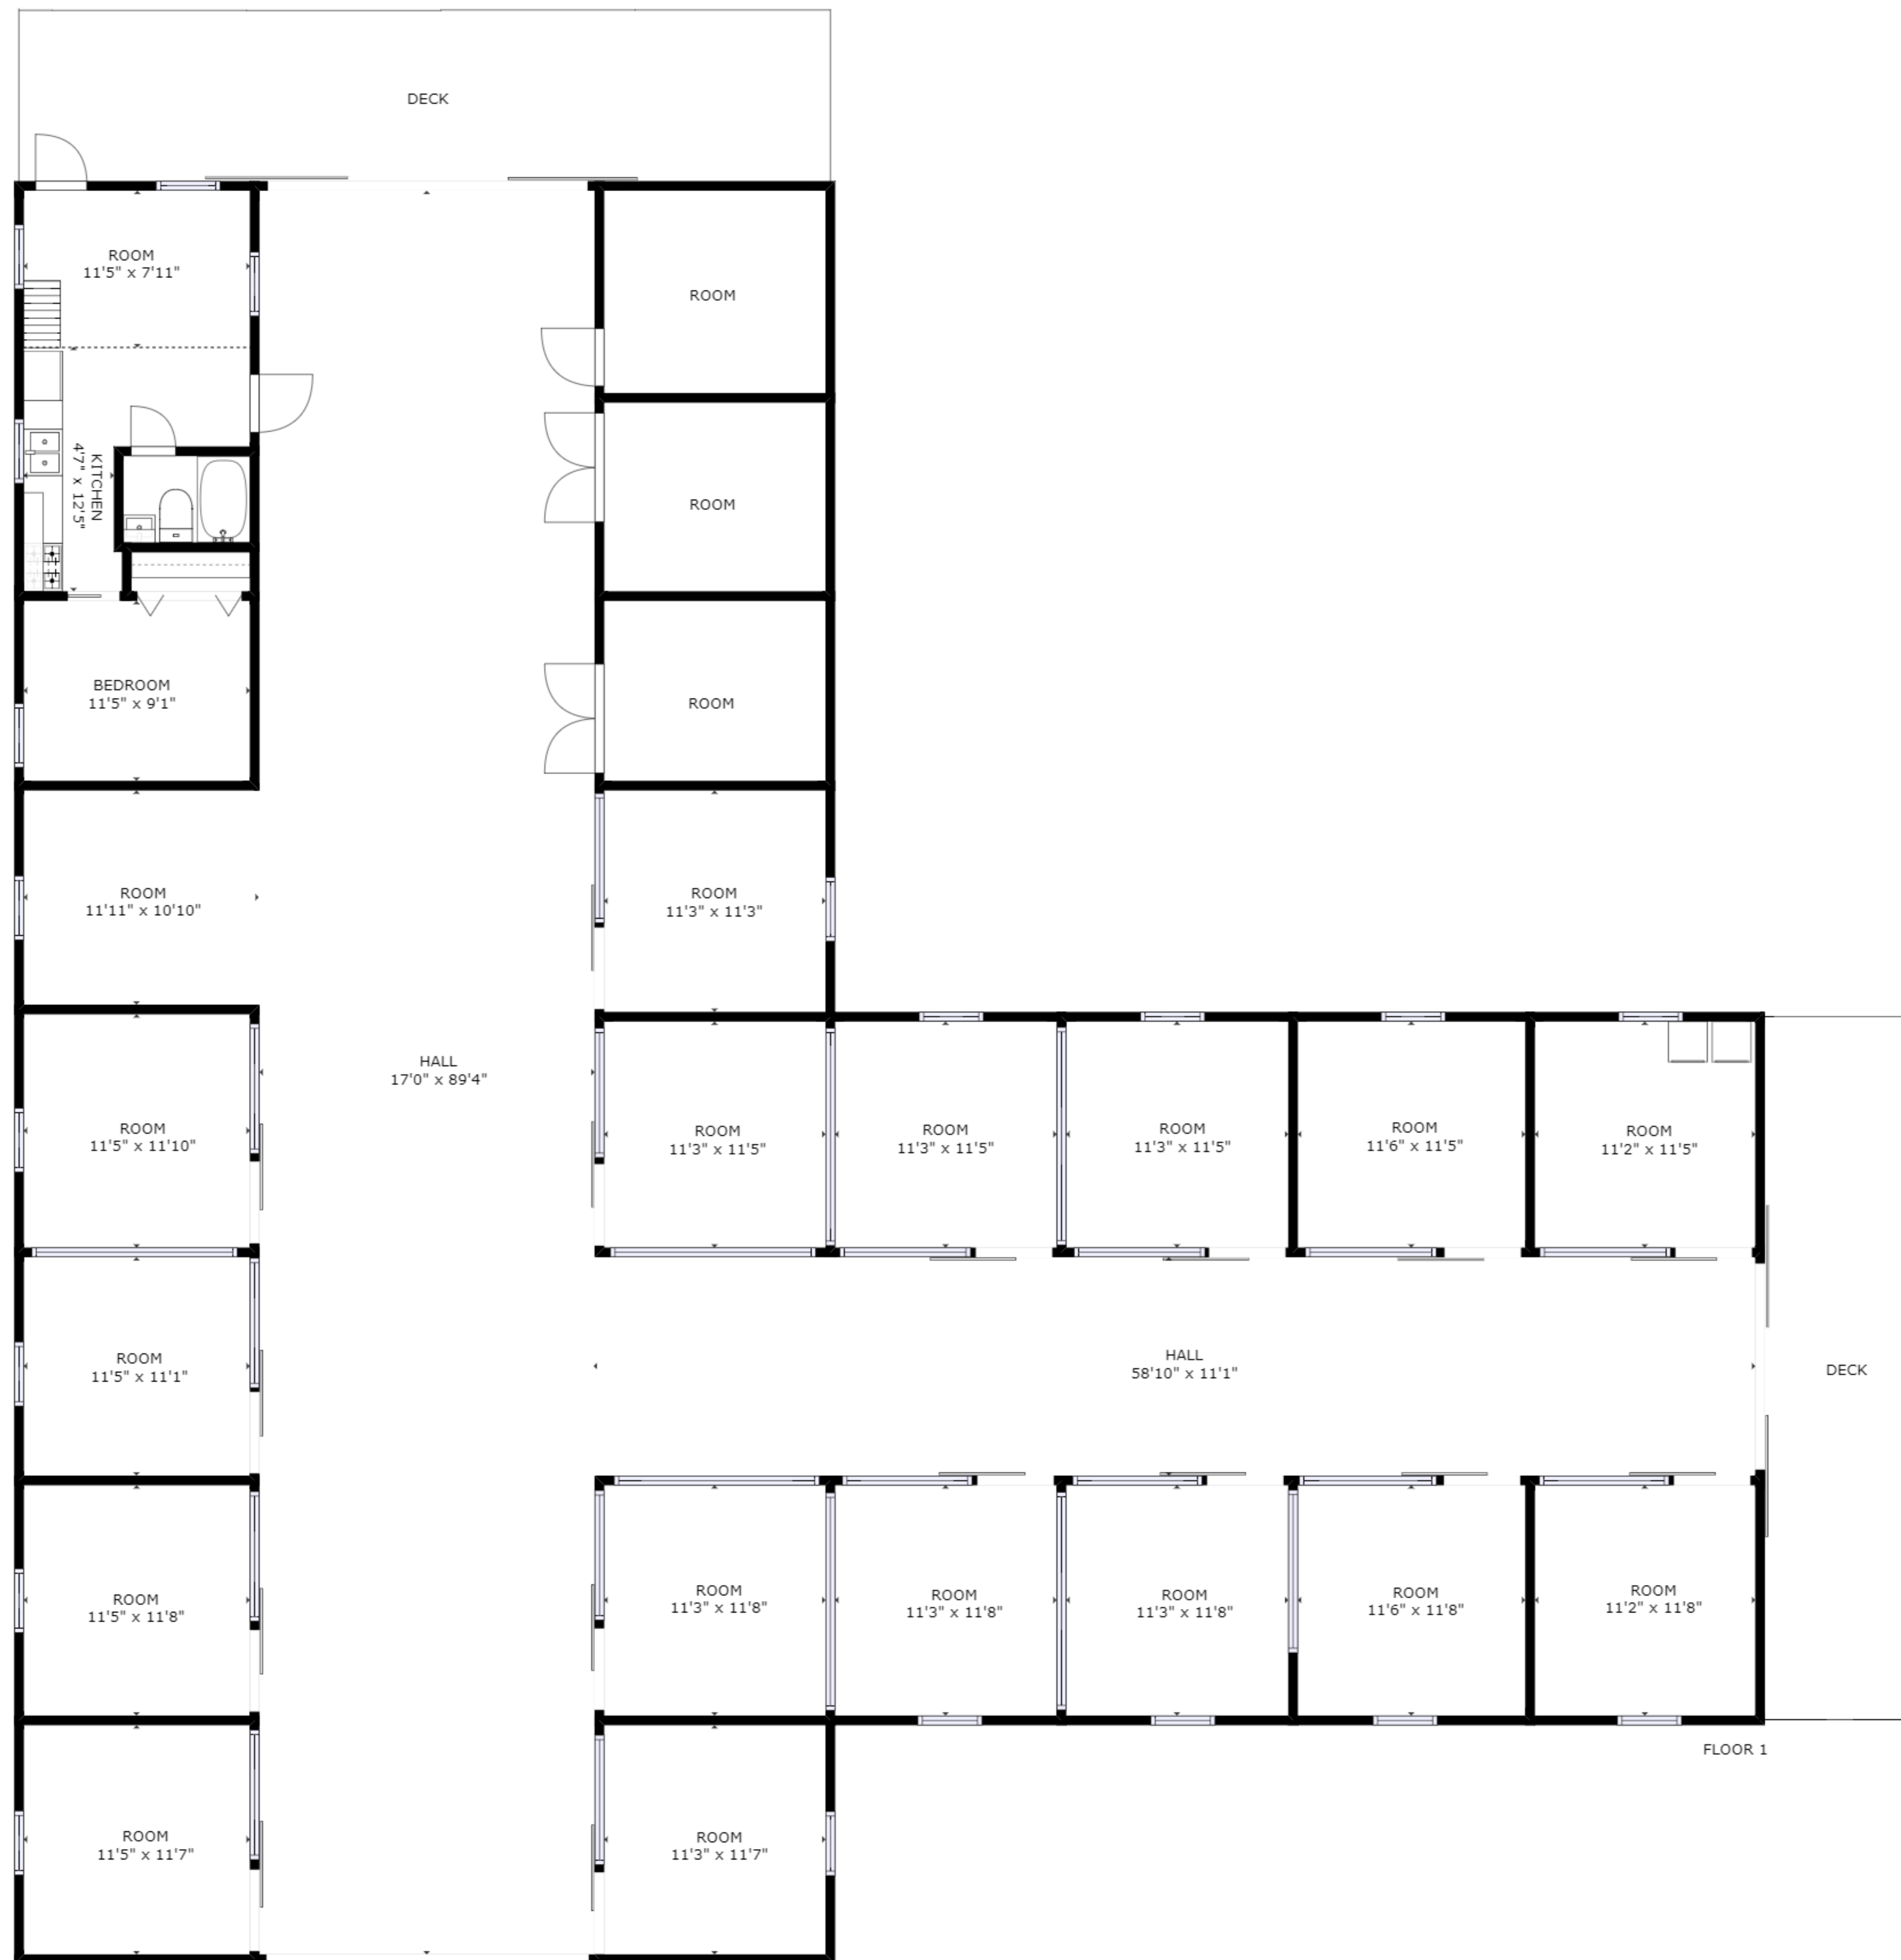 DECK
ROOM
11'5" x 7'11"
ROOM
KITCHEN
4'7" x 12'5"
ROOM
BEDROOM
11'5" x 9'1"
ROOM
ROOM
11'11" x 10'10"
ROOM
11'3" x 11'3"
HALL
17'0" x 89'4"
ROOM
11'5" x 11'10"
ROOM
11'3" x 11'5"
ROOM
11'3" x 11'5"
ROOM
11'3" x 11'5"
ROOM
11'6" x 11'5"
ROOM
11'2" x 11'5"
ROOM
11'5" x 11'1"
HALL
58'10" x 11'1"
DECK
ROOM
11'5" x 11'8"
ROOM
11'3" x 11'8"
ROOM
11'3" x 11'8"
ROOM
11'3" x 11'8"
ROOM
11'6" x 11'8"
ROOM
11'2" x 11'8"
FLOOR 1
ROOM
11'5" x 11'7"
ROOM
11'3" x 11'7"